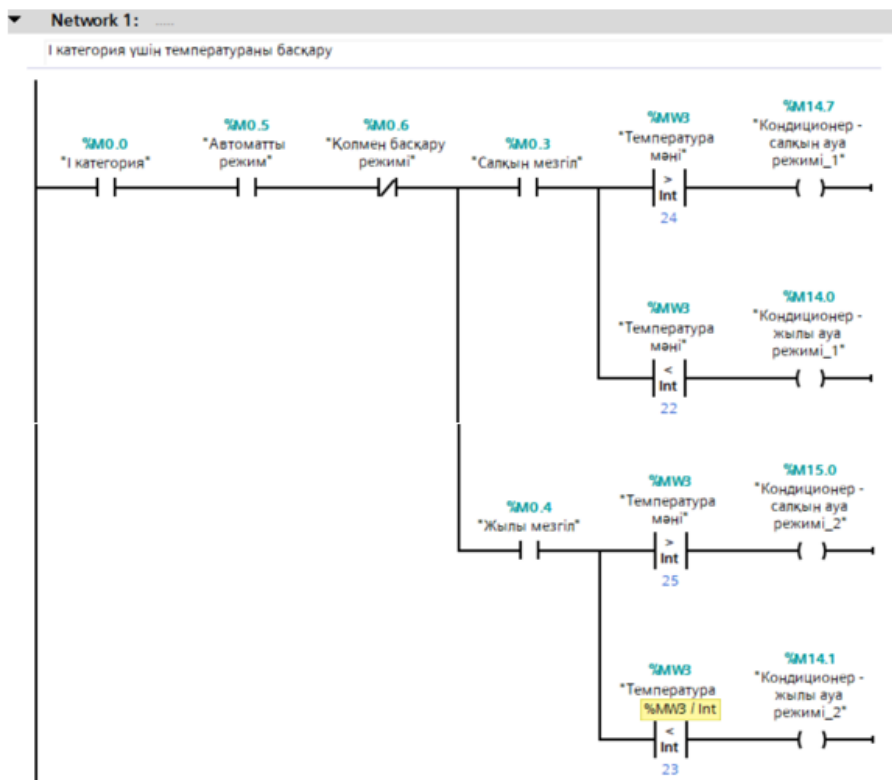 Network 1: .....
І категория үшін температураны басқару
%M0.0
"І категория"
%M0.5
"Автоматты
режим"
%M0.6
"Қолмен басқару
режимі"
%M0.3
"Салқын мезгіл"
%MW3
"Температура
мәні"
>
Int
24
%M14.7
"Кондиционер -
салқын ауа
режимі_1"
%MW3
"Температура
мәні"
<
Int
22
%M14.0
"Кондиционер -
жылы ауа
режимі_1"
%M0.4
"Жылы мезгіл"
%MW3
"Температура
мәні"
>
Int
25
%M15.0
"Кондиционер -
салқын ауа
режимі_2"
%MW3
"Температура
%MW3 / Int
<
Int
23
%M14.1
"Кондиционер -
жылы ауа
режимі_2"